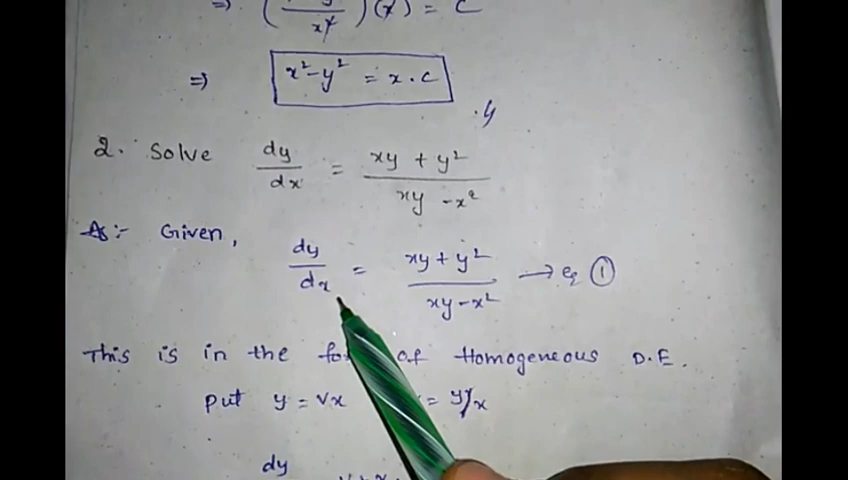 ⇒ x² - y² = x · c
2. Solve dy/dx = xy + y² / xy - x²
A:- Given,
dy/dx = xy + y² / xy - x² → eq ①
This is in the of Homogeneous D.E.
put y = vx = y/x
dy